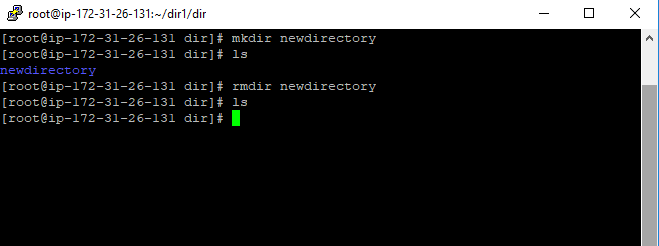 root@ip-172-31-26-131:~/dir1/dir
[root@ip-172-31-26-131 dir]# mkdir newdirectory
[root@ip-172-31-26-131 dir]# ls
newdirectory
[root@ip-172-31-26-131 dir]# rmdir newdirectory
[root@ip-172-31-26-131 dir]# ls
[root@ip-172-31-26-131 dir]#